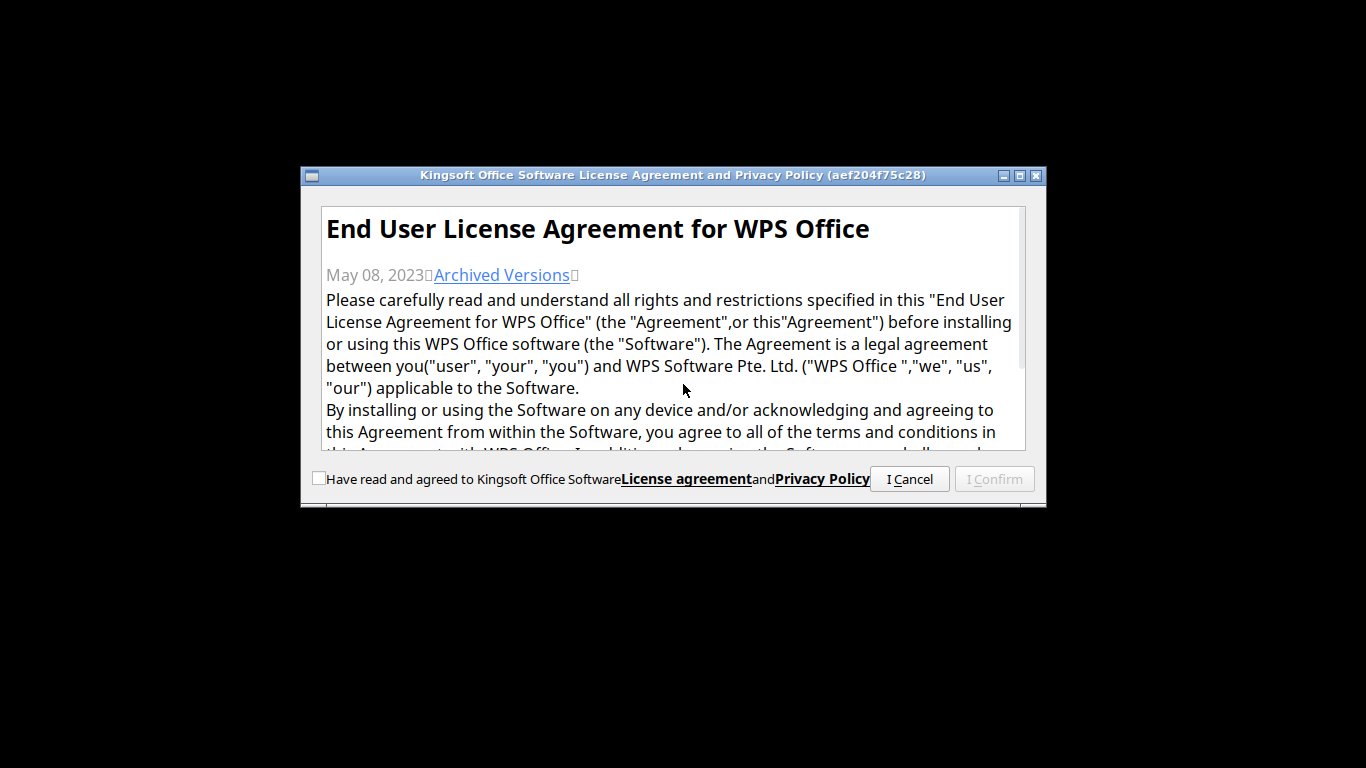 Kingsoft Office Software License Agreement and Privacy Policy (aef204f75c28)
End User License Agreement for WPS Office
May 08, 2023 Archived Versions
Please carefully read and understand all rights and restrictions specified in this "End User
License Agreement for WPS Office" (the "Agreement",or this"Agreement") before installing
or using this WPS Office software (the "Software"). The Agreement is a legal agreement
between you("user", "your", "you") and WPS Software Pte. Ltd. ("WPS Office ","we", "us",
"our") applicable to the Software.
By installing or using the Software on any device and/or acknowledging and agreeing to
this Agreement from within the Software, you agree to all of the terms and conditions in
Have read and agreed to Kingsoft Office SoftwareLicense agreementandPrivacy Policy I Cancel I Confirm